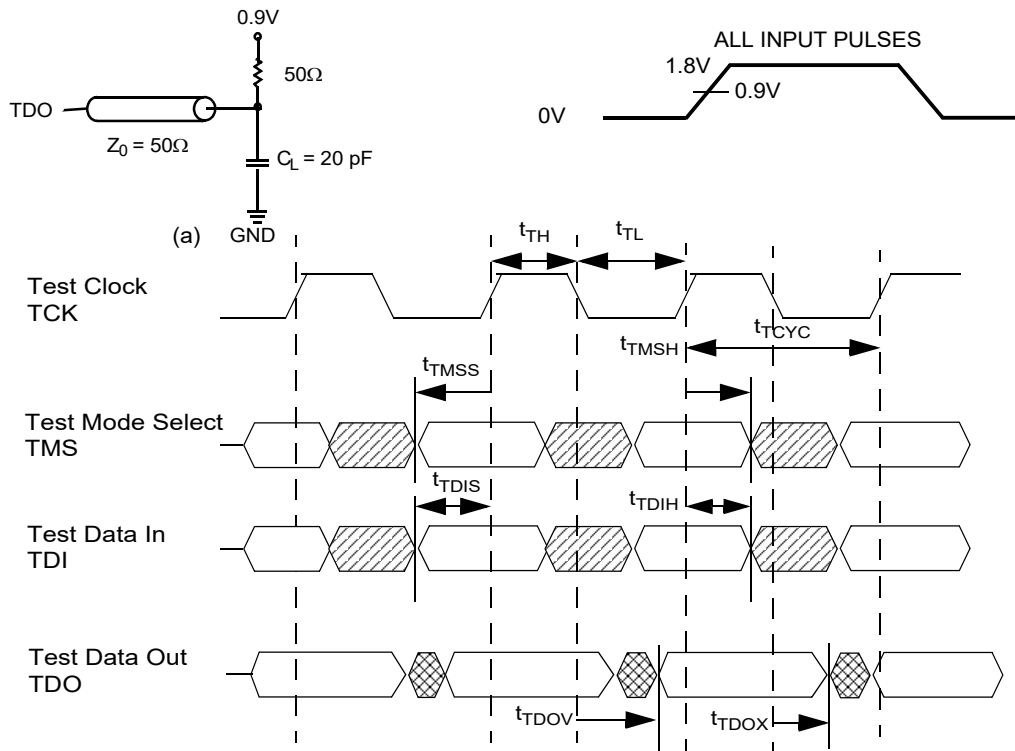 0.9V
50Ω
TDO
Z0 = 50Ω
CL = 20 pF
(a) GND
ALL INPUT PULSES
1.8V
0.9V
0V
tTH
tTL
Test Clock
TCK
tTCYC
tTMSH
tTMSS
Test Mode Select
TMS
tTDIS
tTDIH
Test Data In
TDI
Test Data Out
TDO
tTDOV
tTDOX